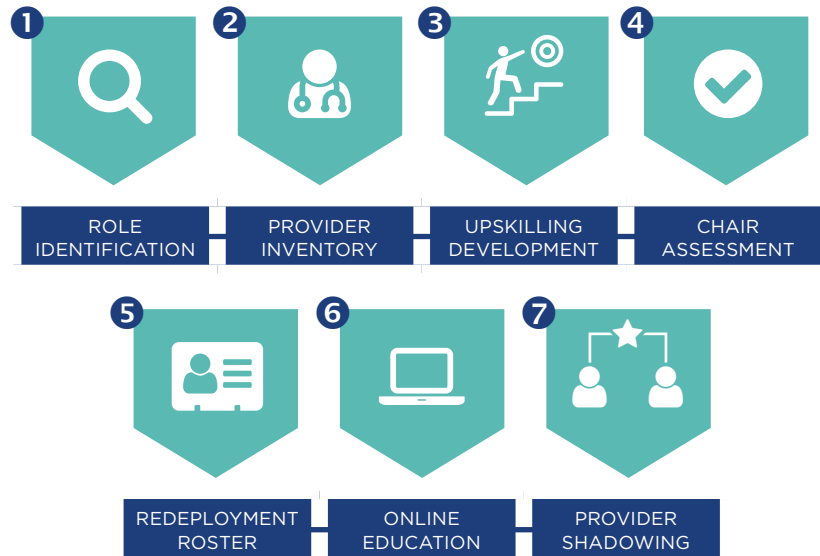 1
2
3
4
ROLE
IDENTIFICATION
PROVIDER
INVENTORY
UPSKILLING
DEVELOPMENT
CHAIR
ASSESSMENT
5
6
7
REDEPLOYMENT
ROSTER
ONLINE
EDUCATION
PROVIDER
SHADOWING